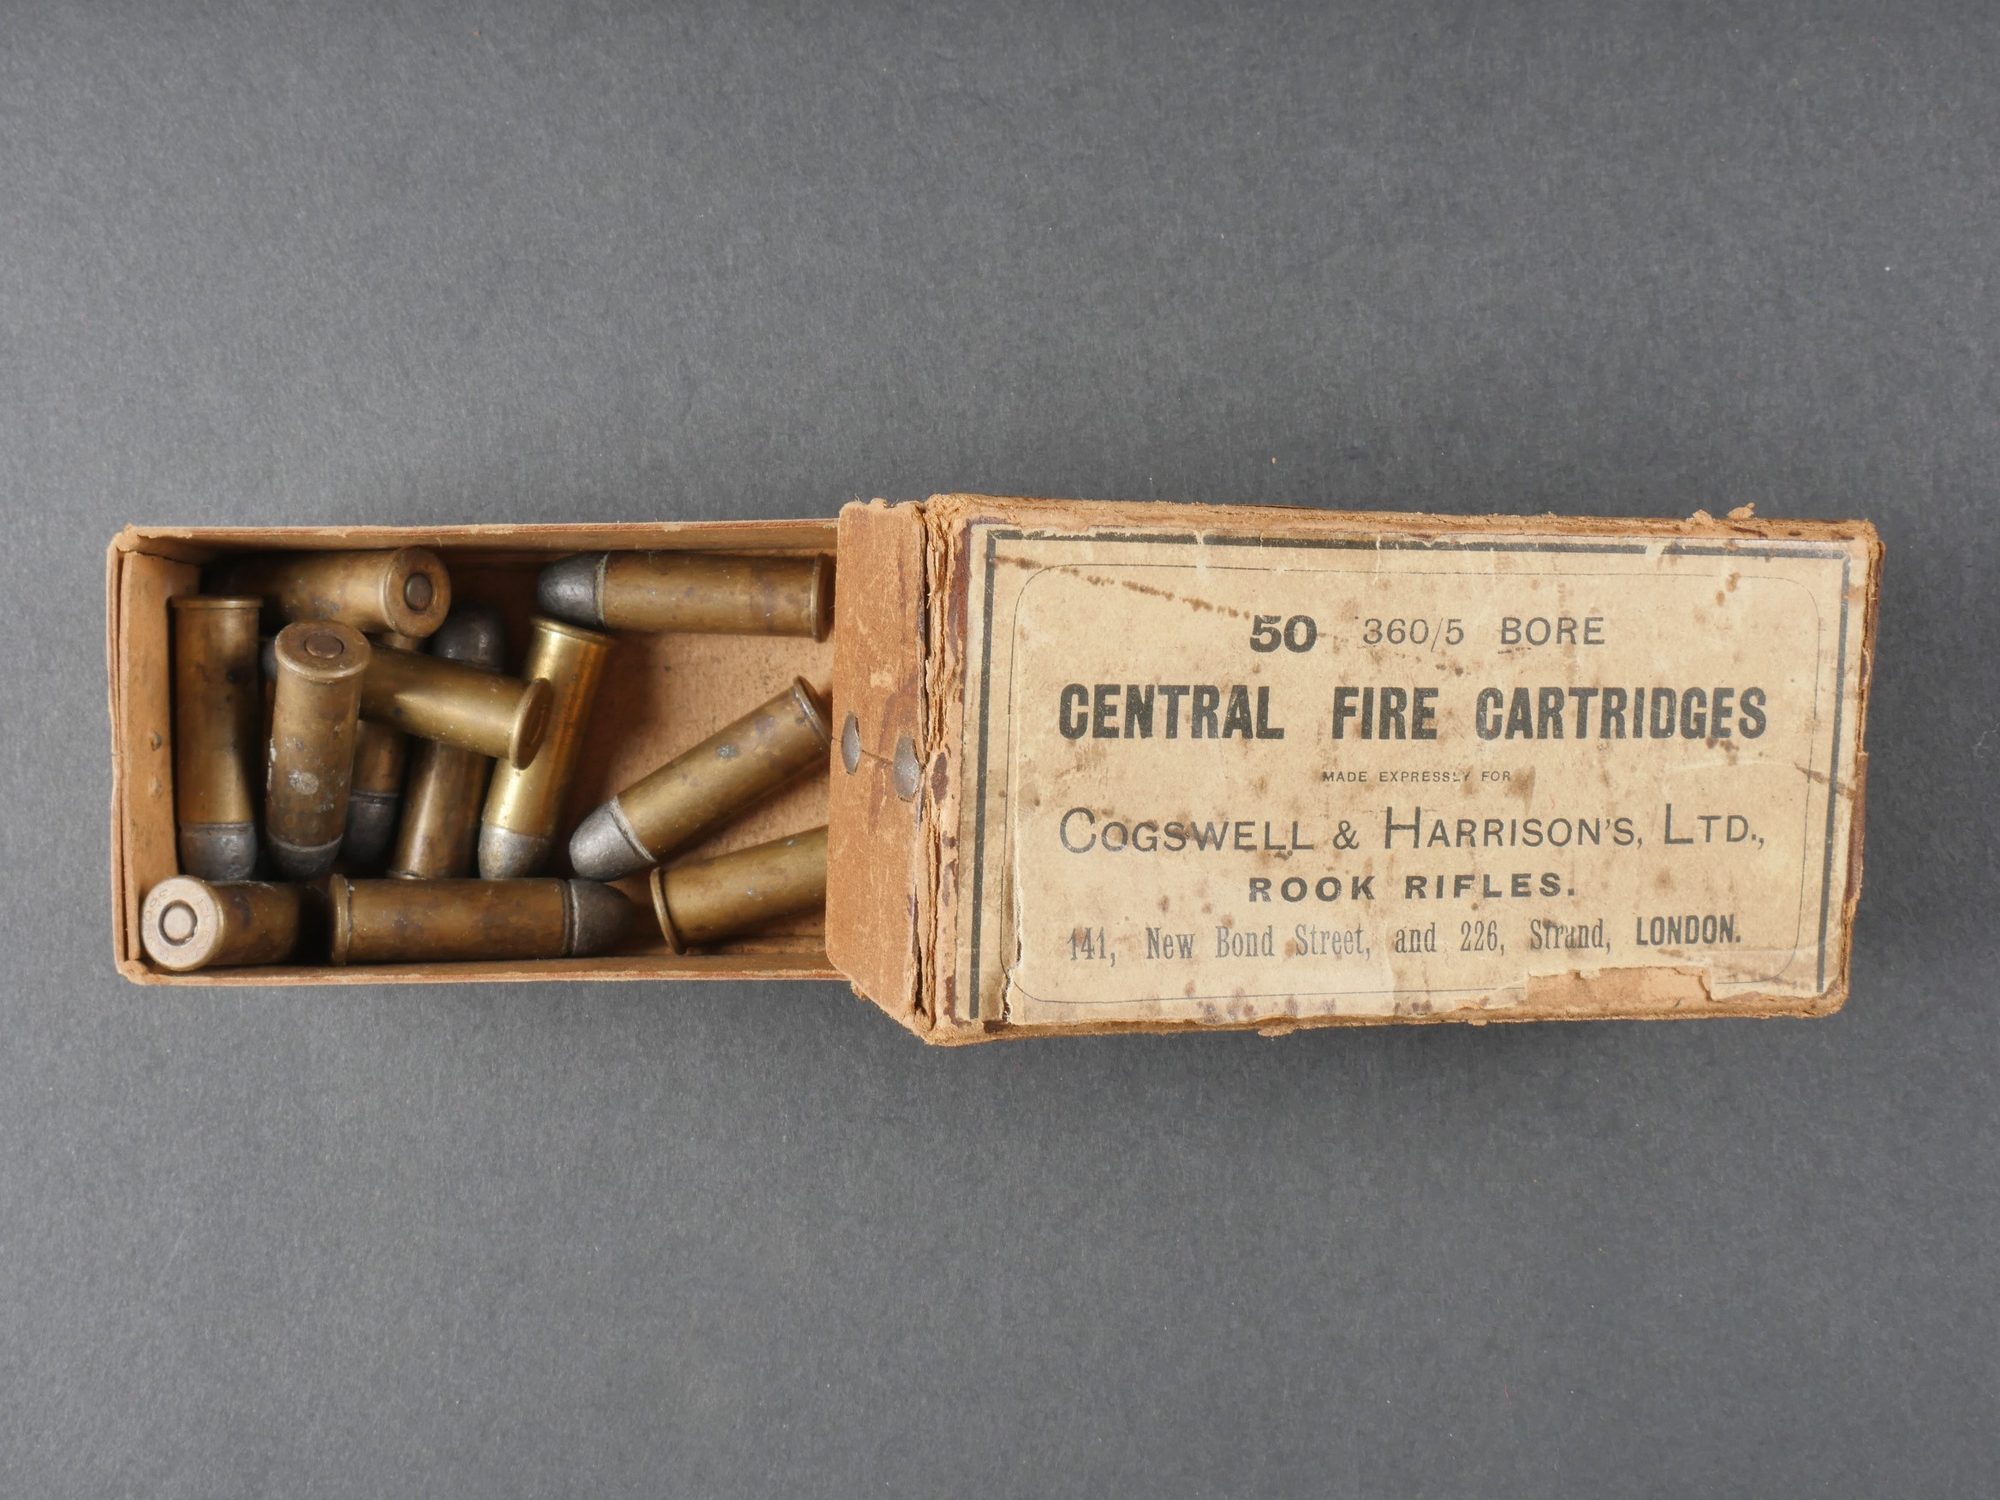 50 360/5 BORE
CENTRAL FIRE CARTRIDGES
MADE EXPRESSLY FOR
COGSWELL & HARRISON'S, LTD.,
ROOK RIFLES.
141, New Bond Street, and 226, Strand, LONDON.